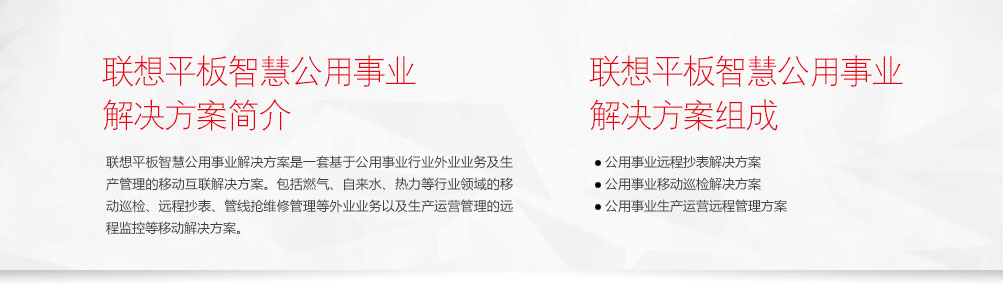 联想平板智慧公用事业
解决方案简介
联想平板智慧公用事业解决方案是一套基于公用事业行业外业业务及生
产管理的移动互联解决方案。包括燃气、自来水、热力等行业领域的移
动巡检、远程抄表、管线抢维修管理等外业业务以及生产运营管理的远
程监控等移动解决方案。
联想平板智慧公用事业
解决方案组成
● 公用事业远程抄表解决方案
● 公用事业移动巡检解决方案
● 公用事业生产运营远程管理方案